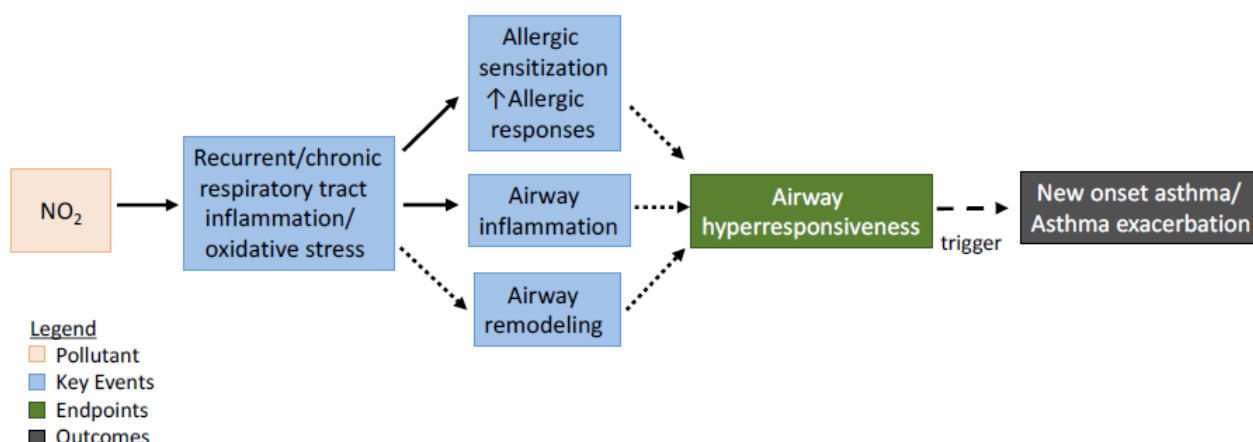 Allergic
sensitization
↑Allergic
responses
Recurrent/chronic
respiratory tract
inflammation/
oxidative stress
NO₂
Airway
inflammation
Airway
hyperresponsiveness
New onset asthma/
Asthma exacerbation
trigger
Airway
remodeling
Legend
Pollutant
Key Events
Endpoints
Outcomes